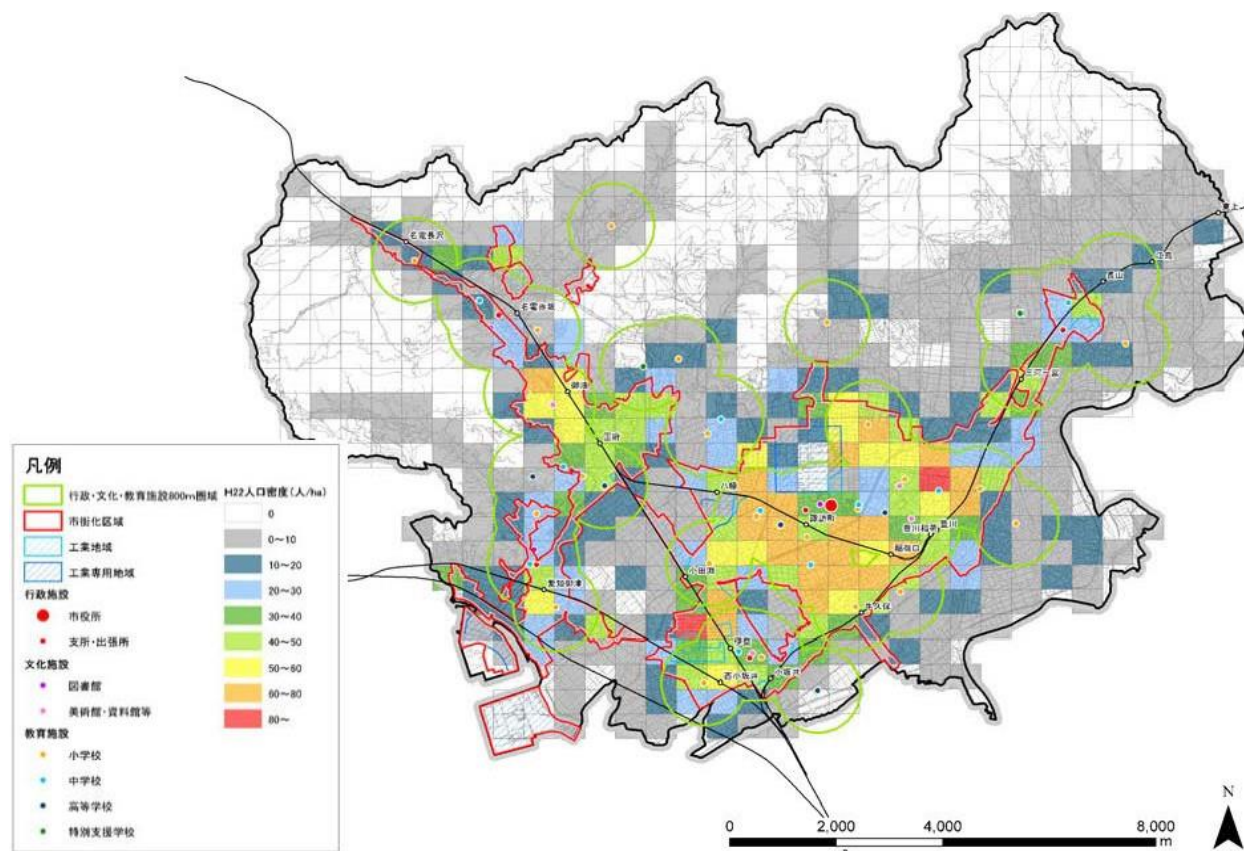 東上
江島
長山
三河一宮
名電長沢
名電赤坂
御油
国府
八幡
諏訪町
豊川稲荷
豊川
稲荷口
小田渕
愛知御津
牛久保
伊奈
西小坂井
小坂井
凡例
行政・文化・教育施設800m圏域
市街化区域
工業地域
工業専用地域
行政施設
市役所
支所・出張所
文化施設
図書館
美術館・資料館等
教育施設
小学校
中学校
高等学校
特別支援学校
H22人口密度(人/ha)
0
0~10
10~20
20~30
30~40
40~50
50~60
60~80
80~
N
0 2,000 4,000 8,000
m